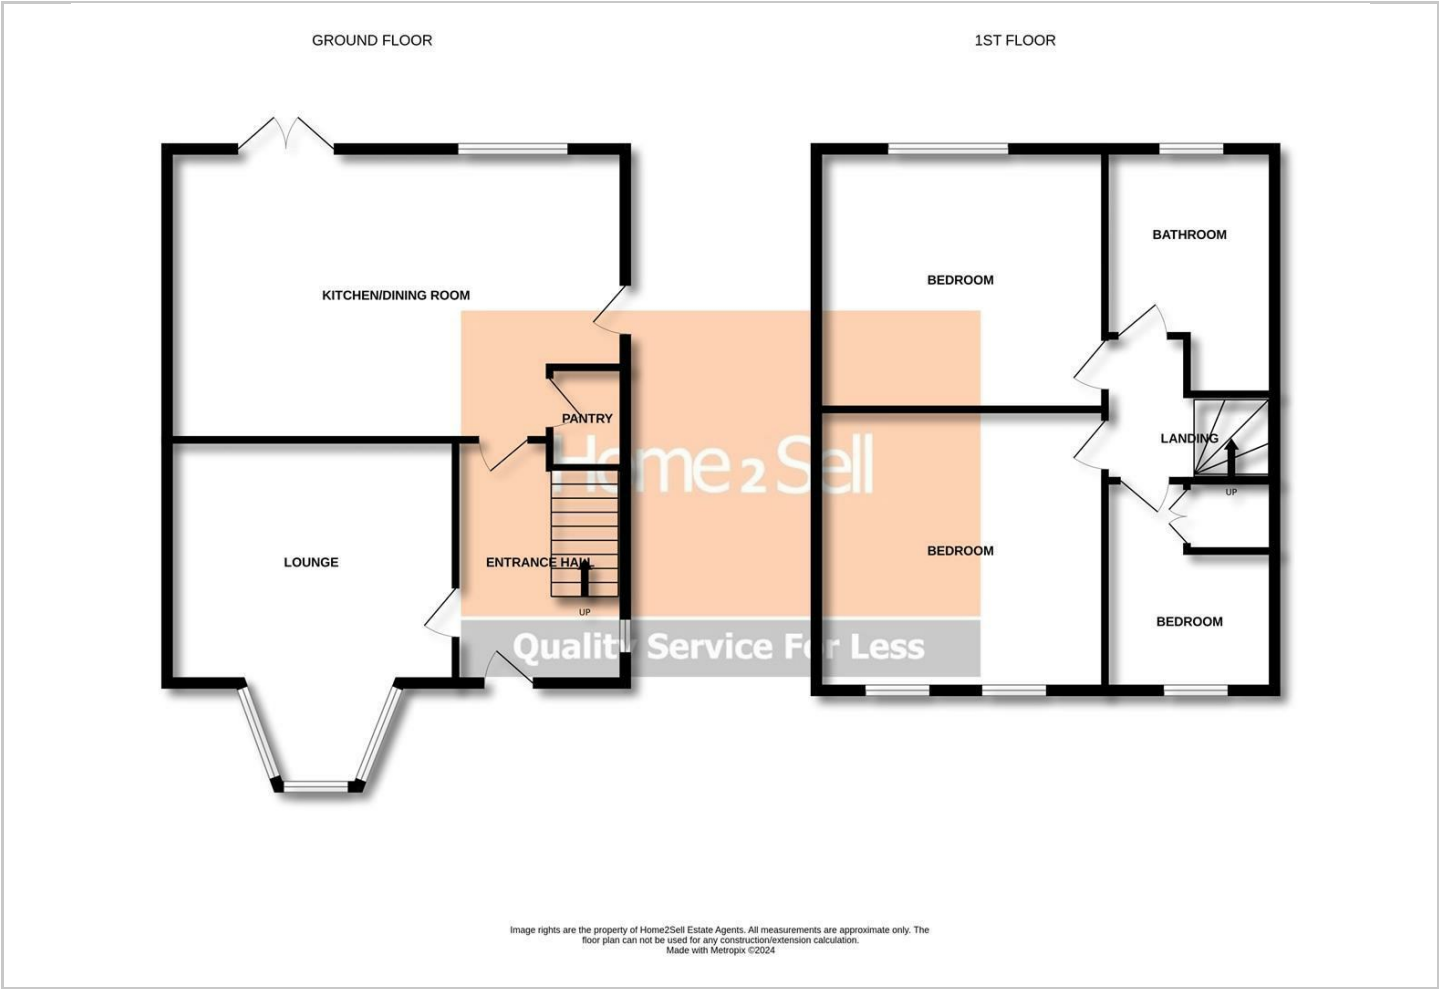 GROUND FLOOR
1ST FLOOR
BATHROOM
BEDROOM
KITCHEN/DINING ROOM
PANTRY
LANDING
Home 2 Sell
UP
BEDROOM
LOUNGE
ENTRANCE HALL
UP
BEDROOM
Quality Service For Less
Image rights are the property of Home2Sell Estate Agents. All measurements are approximate only. The
floor plan can not be used for any construction/extension calculation.
Made with Metropix ©2024